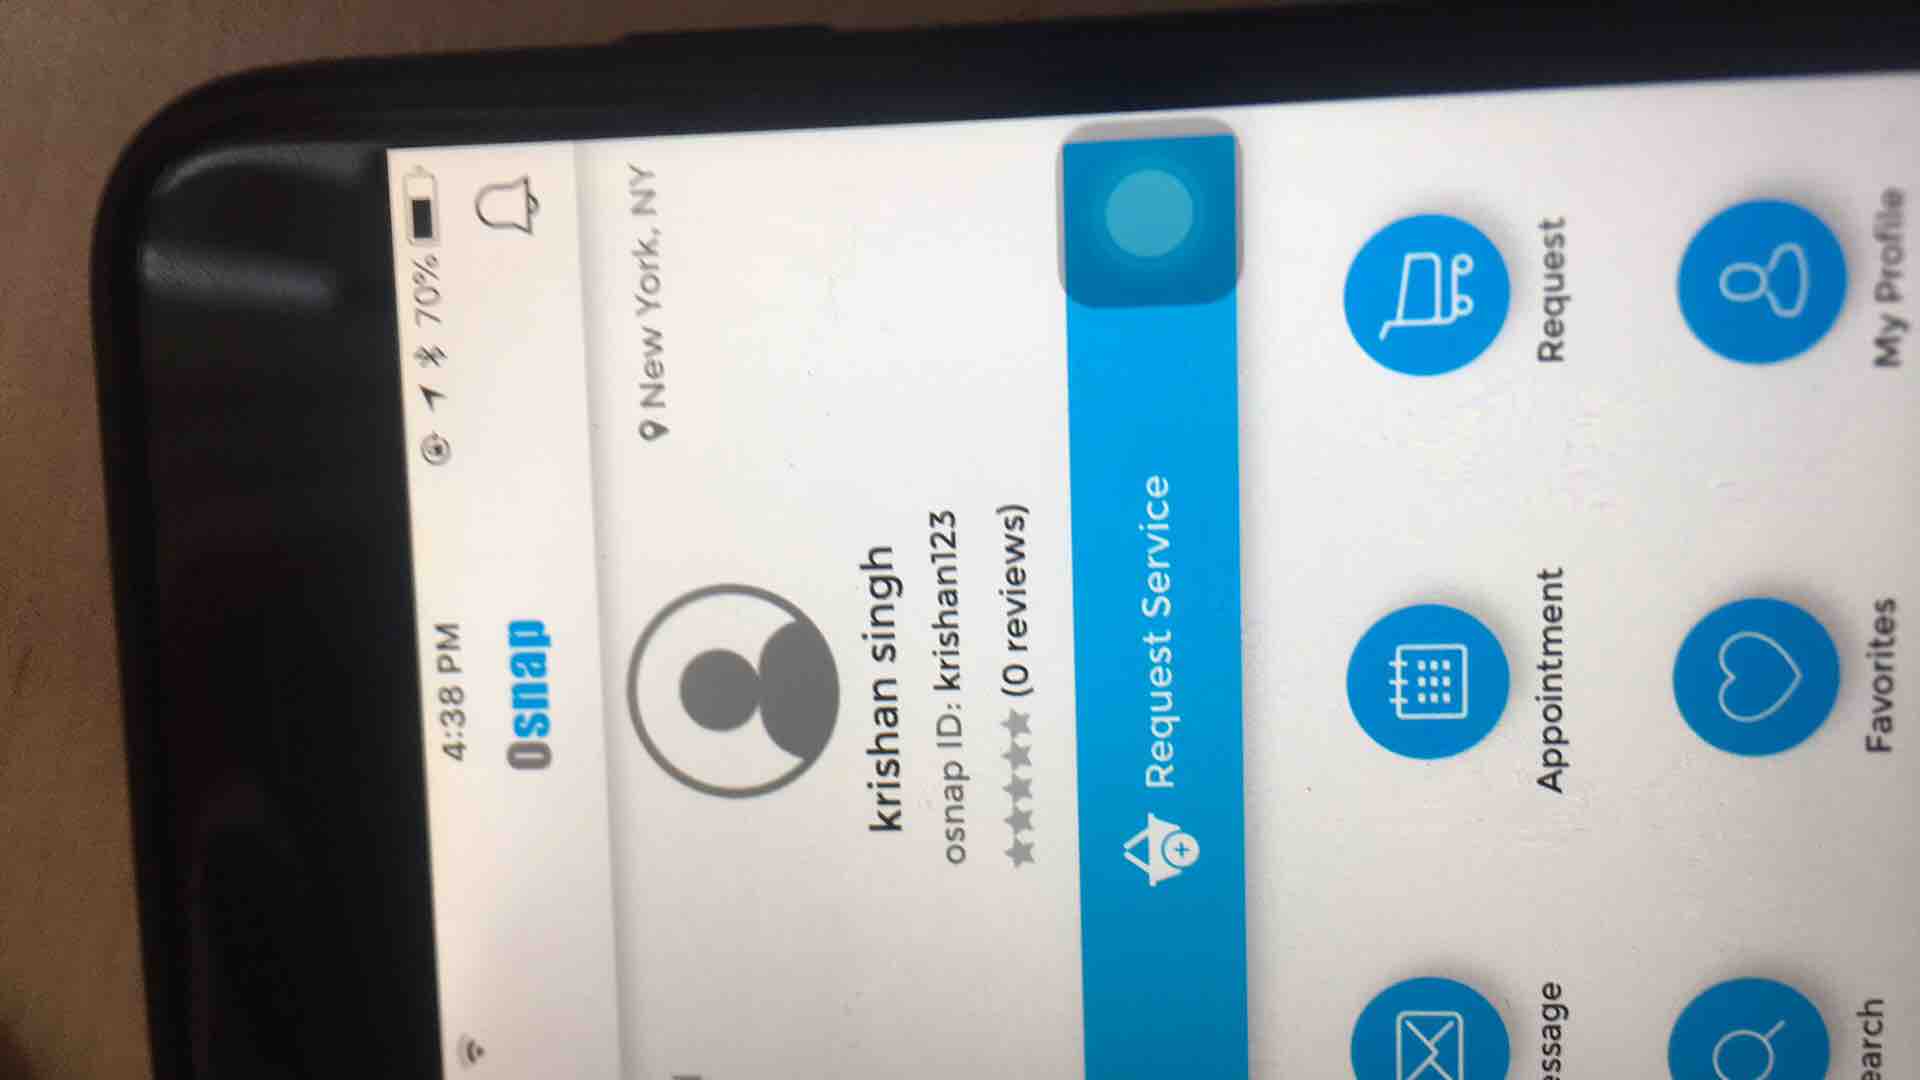 4:38 PM 70%
Osnap
New York, NY
krishan singh
osnap ID: krishan123
(0 reviews)
Request Service
essage Appointment Request
earch Favorites My Profile